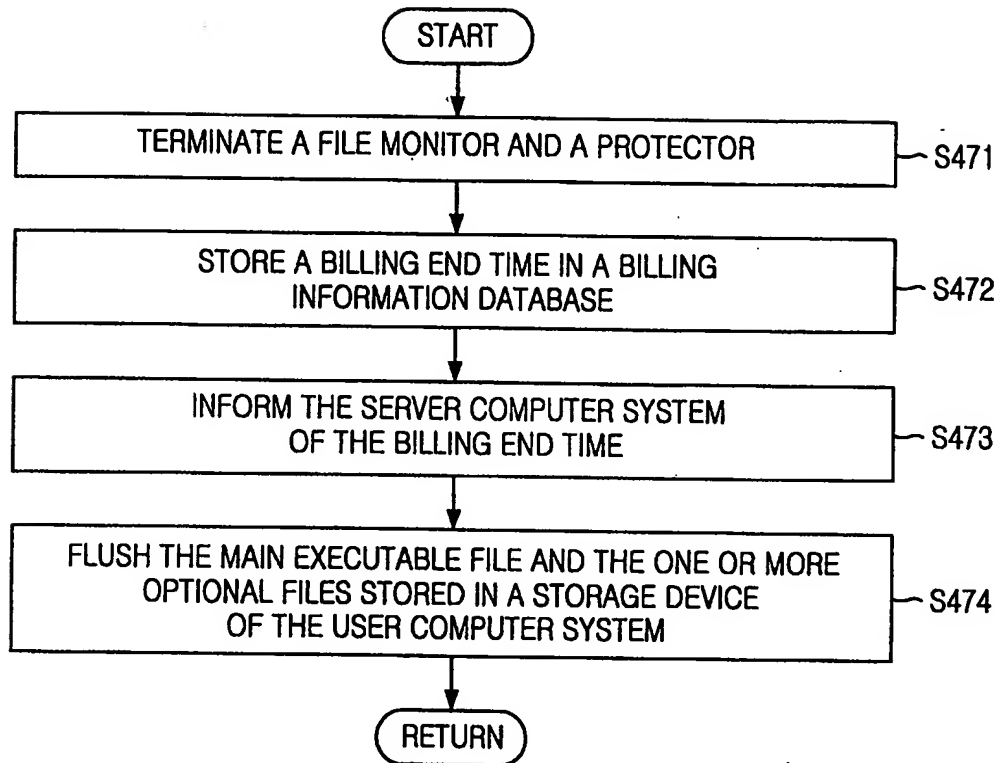 START
TERMINATE A FILE MONITOR AND A PROTECTOR
S471
STORE A BILLING END TIME IN A BILLING
INFORMATION DATABASE
S472
INFORM THE SERVER COMPUTER SYSTEM
OF THE BILLING END TIME
S473
FLUSH THE MAIN EXECUTABLE FILE AND THE ONE OR MORE
OPTIONAL FILES STORED IN A STORAGE DEVICE
OF THE USER COMPUTER SYSTEM
S474
RETURN